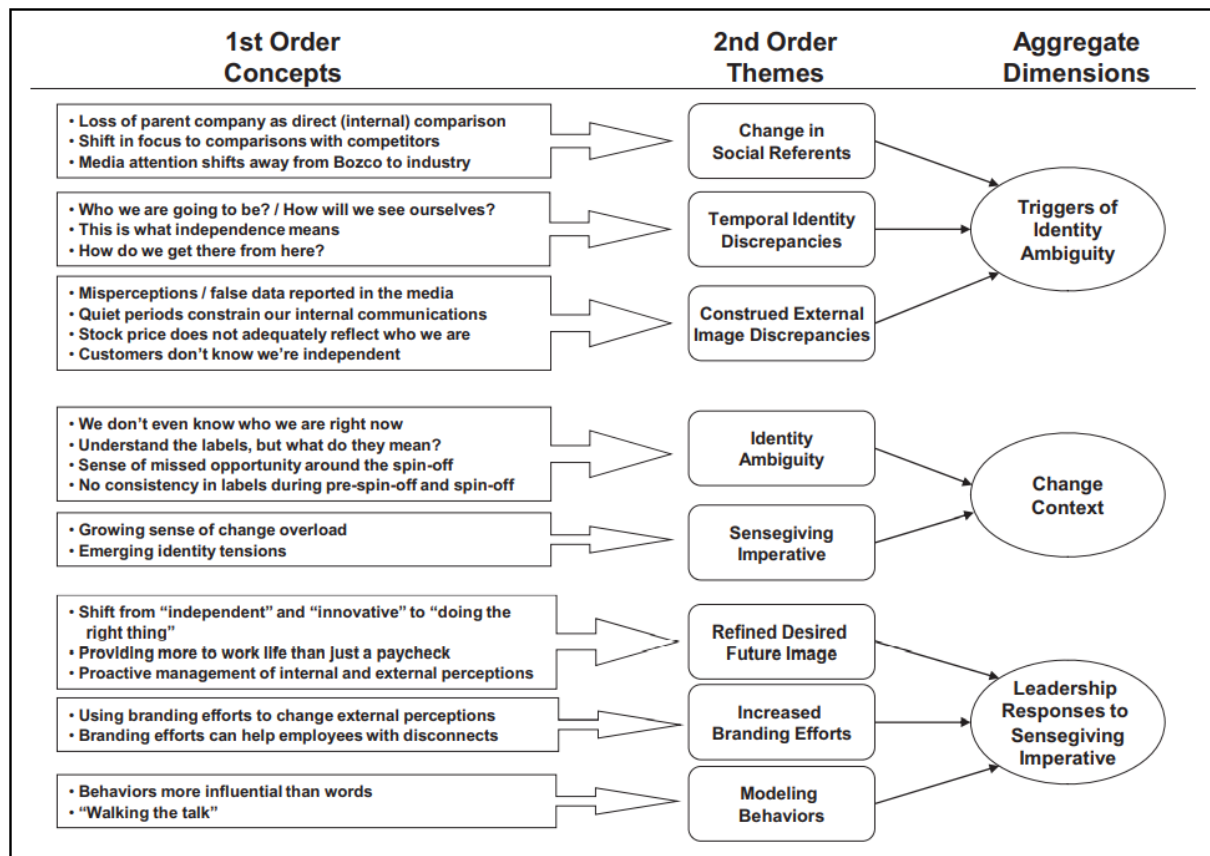 1st Order
Concepts
2nd Order
Themes
Aggregate
Dimensions
• Loss of parent company as direct (internal) comparison
• Shift in focus to comparisons with competitors
• Media attention shifts away from Bozco to industry
Change in
Social Referents
• Who we are going to be? / How will we see ourselves?
• This is what independence means
• How do we get there from here?
Temporal Identity
Discrepancies
• Misperceptions / false data reported in the media
• Quiet periods constrain our internal communications
• Stock price does not adequately reflect who we are
• Customers don’t know we’re independent
Construed External
Image Discrepancies
Triggers of
Identity
Ambiguity
• We don’t even know who we are right now
• Understand the labels, but what do they mean?
• Sense of missed opportunity around the spin-off
• No consistency in labels during pre-spin-off and spin-off
Identity
Ambiguity
• Growing sense of change overload
• Emerging identity tensions
Sensegiving
Imperative
Change
Context
• Shift from “independent” and “innovative” to “doing the
right thing”
• Providing more to work life than just a paycheck
• Proactive management of internal and external perceptions
Refined Desired
Future Image
• Using branding efforts to change external perceptions
• Branding efforts can help employees with disconnects
Increased
Branding Efforts
• Behaviors more influential than words
• “Walking the talk”
Modeling
Behaviors
Leadership
Responses to
Sensegiving
Imperative